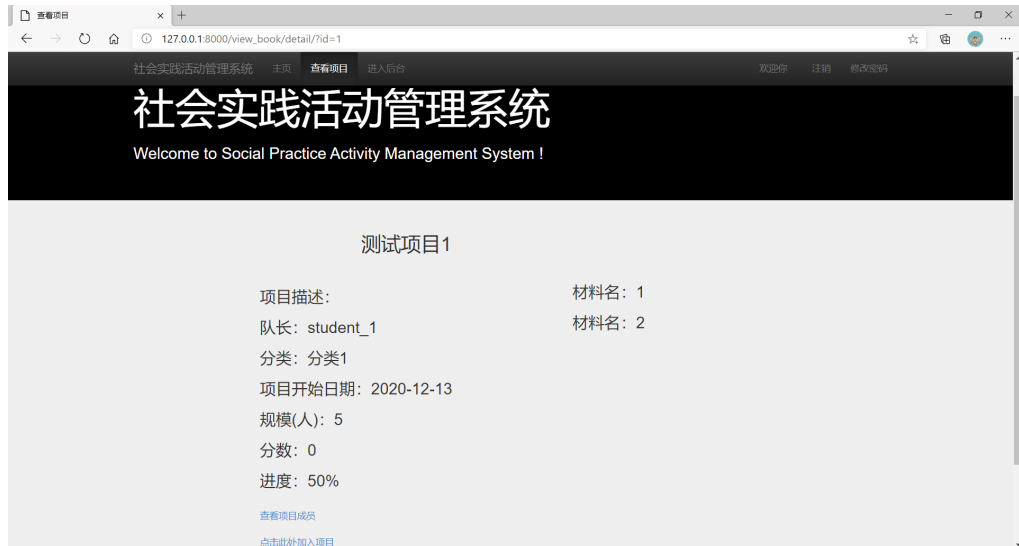 查看项目
127.0.0.1:8000/view_book/detail/?id=1
社会实践活动管理系统 主页 查看项目 进入后台 欢迎你 注销 修改密码
社会实践活动管理系统
Welcome to Social Practice Activity Management System !
测试项目1
项目描述：
队长：student_1
分类：分类1
项目开始日期：2020-12-13
规模(人)：5
分数：0
进度：50%
查看项目成员
点击此处加入项目
材料名：1
材料名：2